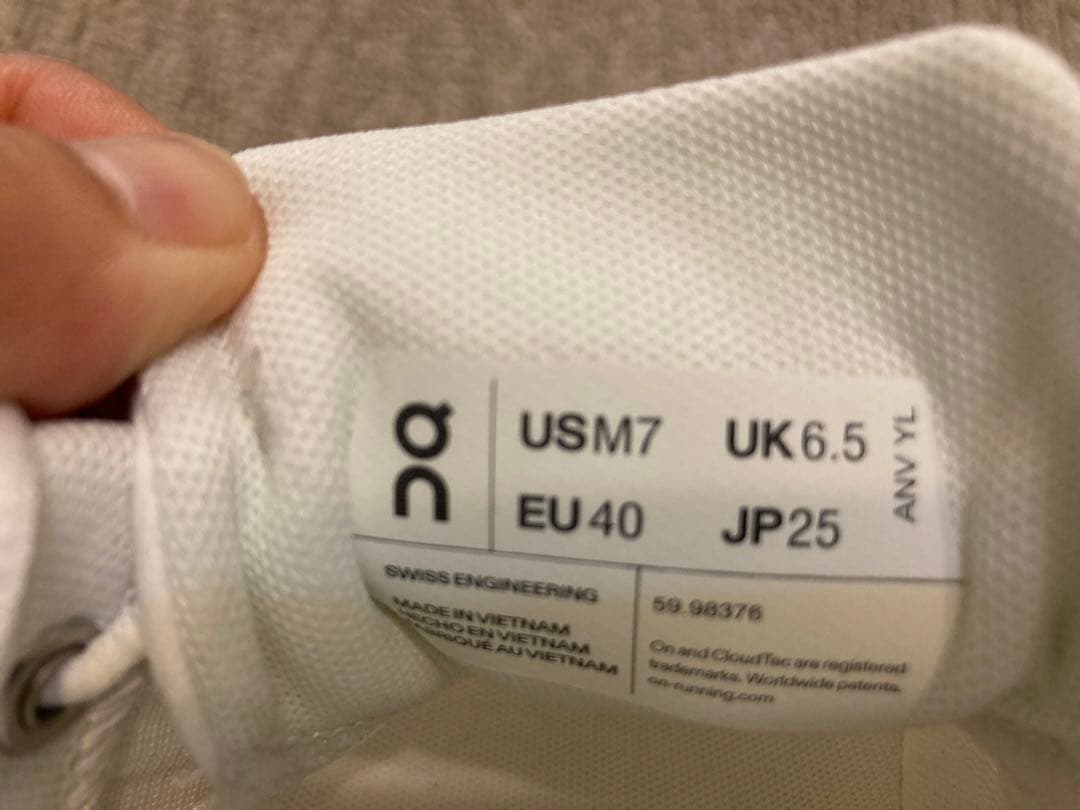 ON
USM7 UK6.5
EU40 JP25
ANV YL
SWISS ENGINEERING
MADE IN VIETNAM
HECHO EN VIETNAM
FABRIQUÉ AU VIETNAM
59.98376
On and CloudTec are registered
trademarks. Worldwide patents.
on-running.com